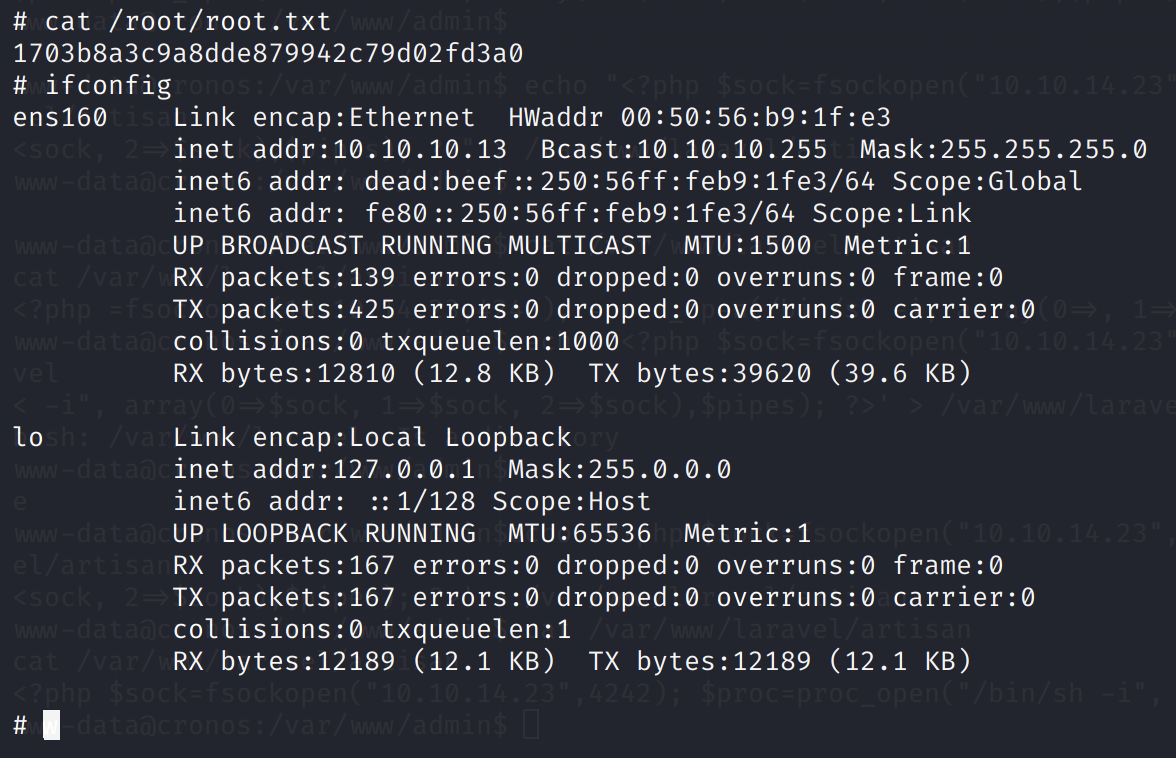 # cat /root/root.txt
1703b8a3c9a8dde879942c79d02fd3a0
# ifconfig
ens160    Link encap:Ethernet  HWaddr 00:50:56:b9:1f:e3
          inet addr:10.10.10.13  Bcast:10.10.10.255  Mask:255.255.255.0
          inet6 addr: dead:beef::250:56ff:feb9:1fe3/64 Scope:Global
          inet6 addr: fe80::250:56ff:feb9:1fe3/64 Scope:Link
          UP BROADCAST RUNNING MULTICAST  MTU:1500  Metric:1
          RX packets:139 errors:0 dropped:0 overruns:0 frame:0
          TX packets:425 errors:0 dropped:0 overruns:0 carrier:0
          collisions:0 txqueuelen:1000
          RX bytes:12810 (12.8 KB)  TX bytes:39620 (39.6 KB)
lo        Link encap:Local Loopback
          inet addr:127.0.0.1  Mask:255.0.0.0
          inet6 addr: ::1/128 Scope:Host
          UP LOOPBACK RUNNING  MTU:65536  Metric:1
          RX packets:167 errors:0 dropped:0 overruns:0 frame:0
          TX packets:167 errors:0 dropped:0 overruns:0 carrier:0
          collisions:0 txqueuelen:1
          RX bytes:12189 (12.1 KB)  TX bytes:12189 (12.1 KB)
#